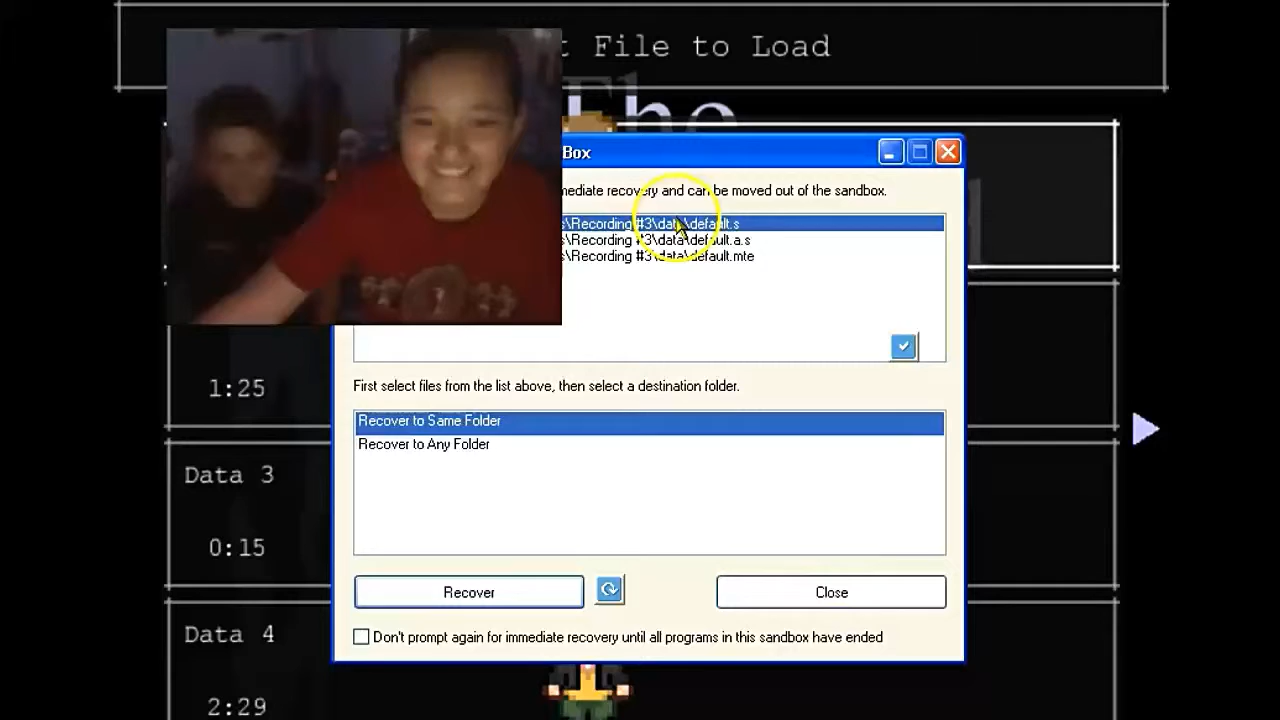 t File to Load
The
Box
mediate recovery and can be moved out of the sandbox.
s\Recording #3\data\default.s
s\Recording #3\data\default.a.s
s\Recording #3\data\default.mte
1:25
First select files from the list above, then select a destination folder.
Recover to Same Folder
Recover to Any Folder
Data 3
0:15
Recover
Close
Data 4
Don't prompt again for immediate recovery until all programs in this sandbox have ended
2:29